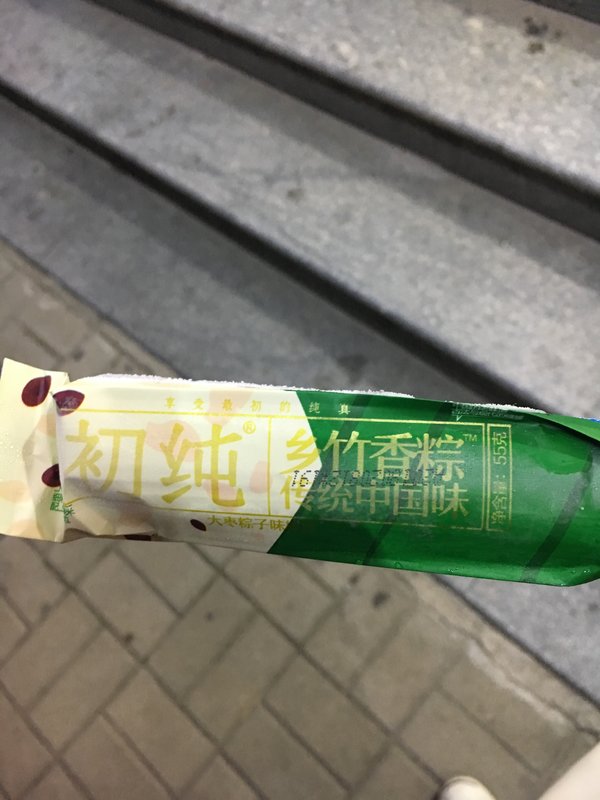 享受最初的纯真
初纯®
乡竹香粽™
传统中国味
净含量：55克
大枣粽子味